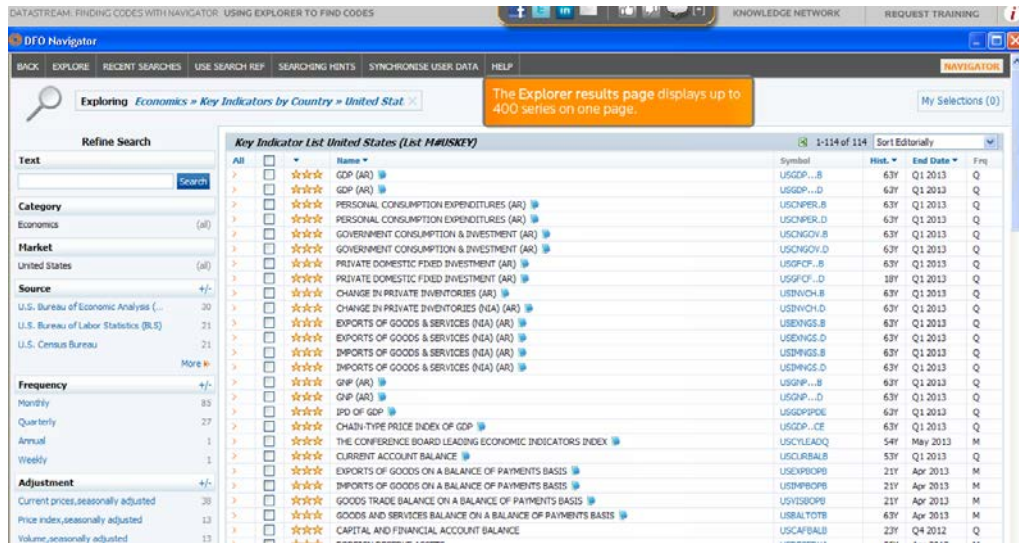 DATASTREAM: FINDING CODES WITH NAVIGATOR USING EXPLORER TO FIND CODES
KNOWLEDGE NETWORK
REQUEST TRAINING
DFO Navigator
BACK EXPLORE RECENT SEARCHES USE SEARCH REF SEARCHING HINTS SYNCHRONISE USER DATA HELP NAVIGATOR
Exploring Economics » Key Indicators by Country » United Stat
The Explorer results page displays up to
400 series on one page.
My Selections (0)
Refine Search
Text
Search
Category
Economics (all)
Market
United States (all)
Source +/-
U.S. Bureau of Economic Analysis (... 30
U.S. Bureau of Labor Statistics (BLS) 21
U.S. Census Bureau 21
More
Frequency +/-
Monthly 85
Quarterly 27
Annual 1
Weekly 1
Adjustment +/-
Current prices,seasonally adjusted 38
Price index,seasonally adjusted 13
Volume,seasonally adjusted 13
Key Indicator List United States (List M#USKEY) 1-114 of 114 Sort Editorially
All Name Symbol Hist. End Date Frq
GDP (AR) USGDP...B 63Y Q1 2013 Q
GDP (AR) USGDP...D 63Y Q1 2013 Q
PERSONAL CONSUMPTION EXPENDITURES (AR) USCNPER.B 63Y Q1 2013 Q
PERSONAL CONSUMPTION EXPENDITURES (AR) USCNPER.D 63Y Q1 2013 Q
GOVERNMENT CONSUMPTION & INVESTMENT (AR) USCNGOV.B 63Y Q1 2013 Q
GOVERNMENT CONSUMPTION & INVESTMENT (AR) USCNGOV.D 63Y Q1 2013 Q
PRIVATE DOMESTIC FIXED INVESTMENT (AR) USGFCF..B 63Y Q1 2013 Q
PRIVATE DOMESTIC FIXED INVESTMENT (AR) USGFCF..D 18Y Q1 2013 Q
CHANGE IN PRIVATE INVENTORIES (AR) USINVCH.B 63Y Q1 2013 Q
CHANGE IN PRIVATE INVENTORIES (NIA) (AR) USINVCH.D 63Y Q1 2013 Q
EXPORTS OF GOODS & SERVICES (NIA) (AR) USEXNGS.B 63Y Q1 2013 Q
EXPORTS OF GOODS & SERVICES (NIA) (AR) USEXNGS.D 63Y Q1 2013 Q
IMPORTS OF GOODS & SERVICES (NIA) (AR) USIMNGS.B 63Y Q1 2013 Q
IMPORTS OF GOODS & SERVICES (NIA) (AR) USIMNGS.D 63Y Q1 2013 Q
GNP (AR) USGNP...B 63Y Q1 2013 Q
GNP (AR) USGNP...D 63Y Q1 2013 Q
IPD OF GDP USGDPIPDE 63Y Q1 2013 Q
CHAIN-TYPE PRICE INDEX OF GDP USGDP..CE 63Y Q1 2013 Q
THE CONFERENCE BOARD LEADING ECONOMIC INDICATORS INDEX USCYLEADQ 54Y May 2013 M
CURRENT ACCOUNT BALANCE USCURBALB 53Y Q1 2013 Q
EXPORTS OF GOODS ON A BALANCE OF PAYMENTS BASIS USEXPBOPB 21Y Apr 2013 M
IMPORTS OF GOODS ON A BALANCE OF PAYMENTS BASIS USIMPBOPB 21Y Apr 2013 M
GOODS TRADE BALANCE ON A BALANCE OF PAYMENTS BASIS USVISBOPB 21Y Apr 2013 M
GOODS AND SERVICES BALANCE ON A BALANCE OF PAYMENTS BASIS USBALTOTB 63Y Apr 2013 M
CAPITAL AND FINANCIAL ACCOUNT BALANCE USCAFBALB 23Y Q4 2012 Q